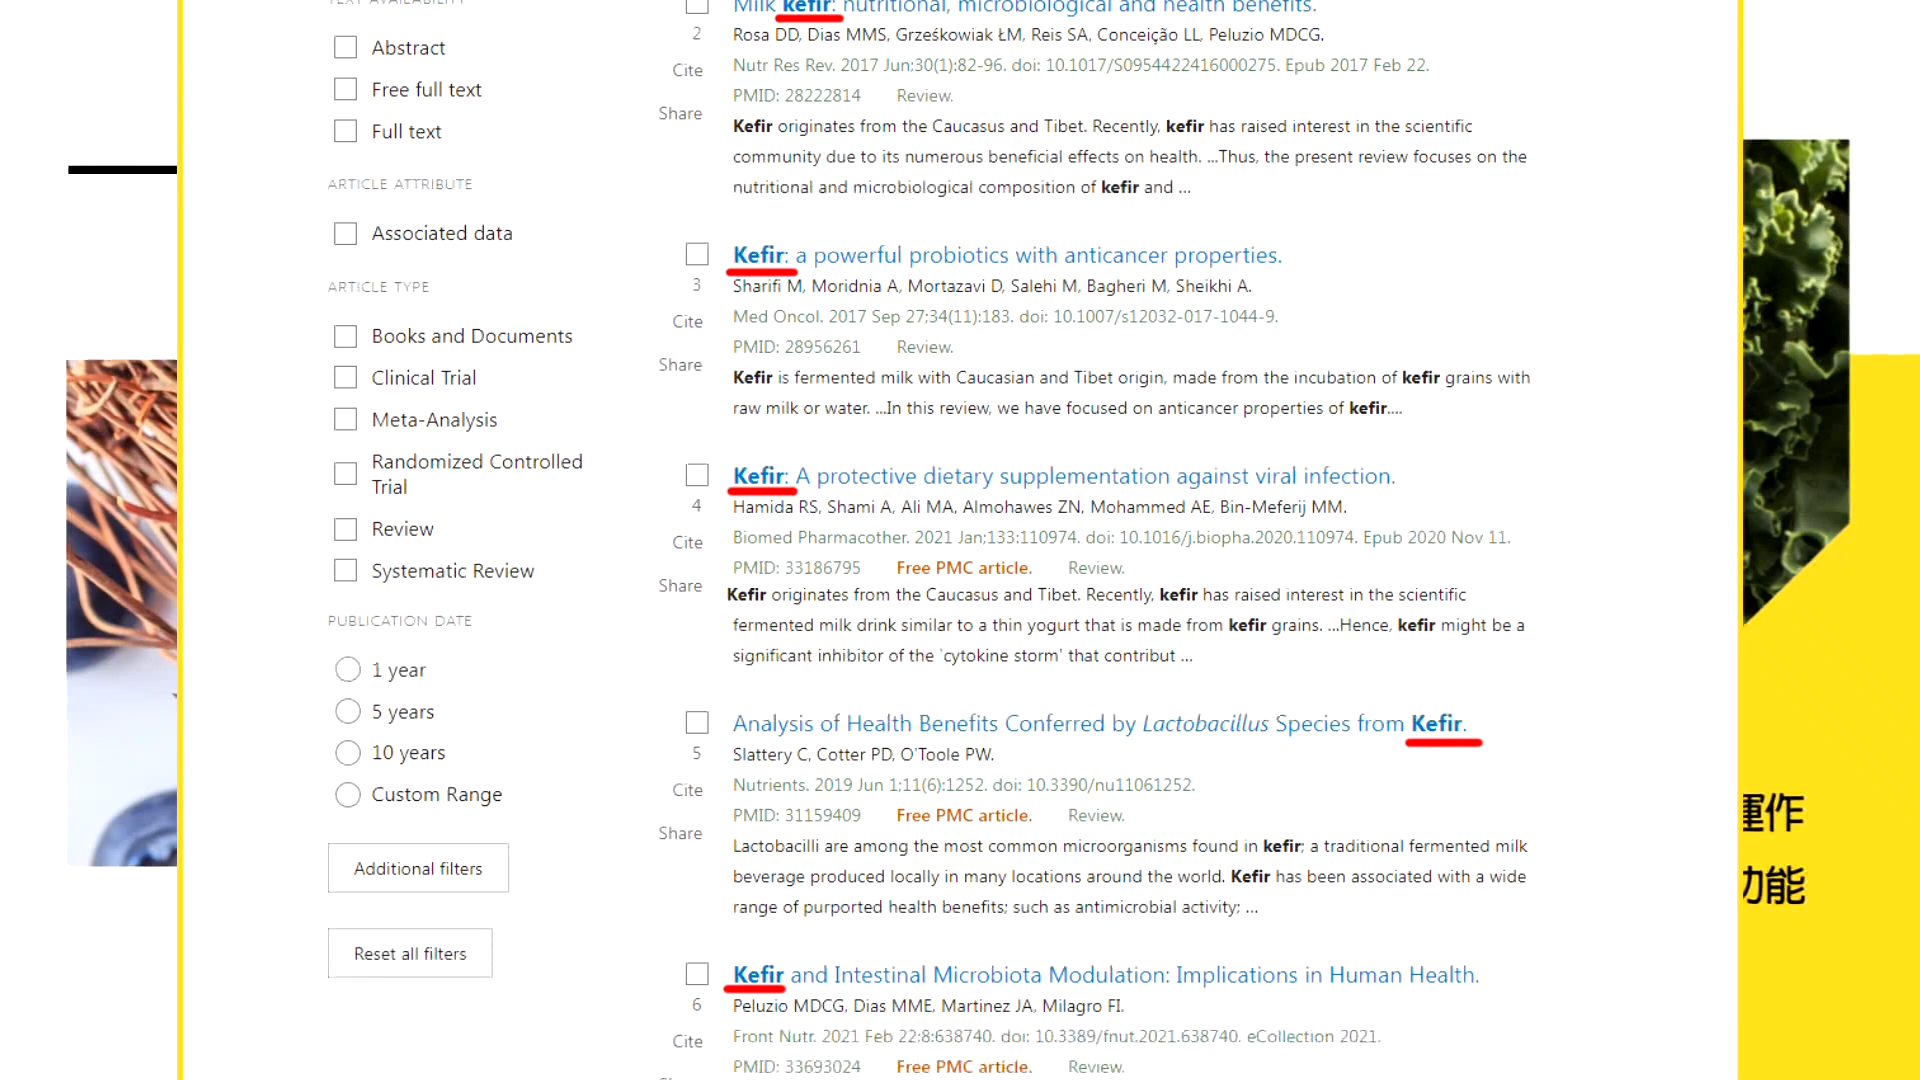 TEXT AVAILABILITY
Abstract
Free full text
Full text
ARTICLE ATTRIBUTE
Associated data
ARTICLE TYPE
Books and Documents
Clinical Trial
Meta-Analysis
Randomized Controlled
Trial
Review
Systematic Review
PUBLICATION DATE
1 year
5 years
10 years
Custom Range
Additional filters
Reset all filters
Milk kefir: nutritional, microbiological and health benefits.
2
Rosa DD, Dias MMS, Grześkowiak ŁM, Reis SA, Conceição LL, Peluzio MDCG.
Cite
Nutr Res Rev. 2017 Jun;30(1):82-96. doi: 10.1017/S0954422416000275. Epub 2017 Feb 22.
PMID: 28222814 Review.
Share
Kefir originates from the Caucasus and Tibet. Recently, kefir has raised interest in the scientific
community due to its numerous beneficial effects on health. ...Thus, the present review focuses on the
nutritional and microbiological composition of kefir and ...
Kefir: a powerful probiotics with anticancer properties.
3
Sharifi M, Moridnia A, Mortazavi D, Salehi M, Bagheri M, Sheikhi A.
Cite
Med Oncol. 2017 Sep 27;34(11):183. doi: 10.1007/s12032-017-1044-9.
PMID: 28956261 Review.
Share
Kefir is fermented milk with Caucasian and Tibet origin, made from the incubation of kefir grains with
raw milk or water. ...In this review, we have focused on anticancer properties of kefir....
Kefir: A protective dietary supplementation against viral infection.
4
Hamida RS, Shami A, Ali MA, Almohawes ZN, Mohammed AE, Bin-Meferij MM.
Cite
Biomed Pharmacother. 2021 Jan;133:110974. doi: 10.1016/j.biopha.2020.110974. Epub 2020 Nov 11.
PMID: 33186795 Free PMC article. Review.
Share
Kefir originates from the Caucasus and Tibet. Recently, kefir has raised interest in the scientific
fermented milk drink similar to a thin yogurt that is made from kefir grains. ...Hence, kefir might be a
significant inhibitor of the 'cytokine storm' that contribut ...
Analysis of Health Benefits Conferred by Lactobacillus Species from Kefir.
5
Slattery C, Cotter PD, O'Toole PW.
Cite
Nutrients. 2019 Jun 1;11(6):1252. doi: 10.3390/nu11061252.
PMID: 31159409 Free PMC article. Review.
Share
Lactobacilli are among the most common microorganisms found in kefir; a traditional fermented milk
beverage produced locally in many locations around the world. Kefir has been associated with a wide
range of purported health benefits; such as antimicrobial activity; ...
Kefir and Intestinal Microbiota Modulation: Implications in Human Health.
6
Peluzio MDCG, Dias MME, Martinez JA, Milagro FI.
Cite
Front Nutr. 2021 Feb 22;8:638740. doi: 10.3389/fnut.2021.638740. eCollection 2021.
PMID: 33693024 Free PMC article. Review.
運作
功能